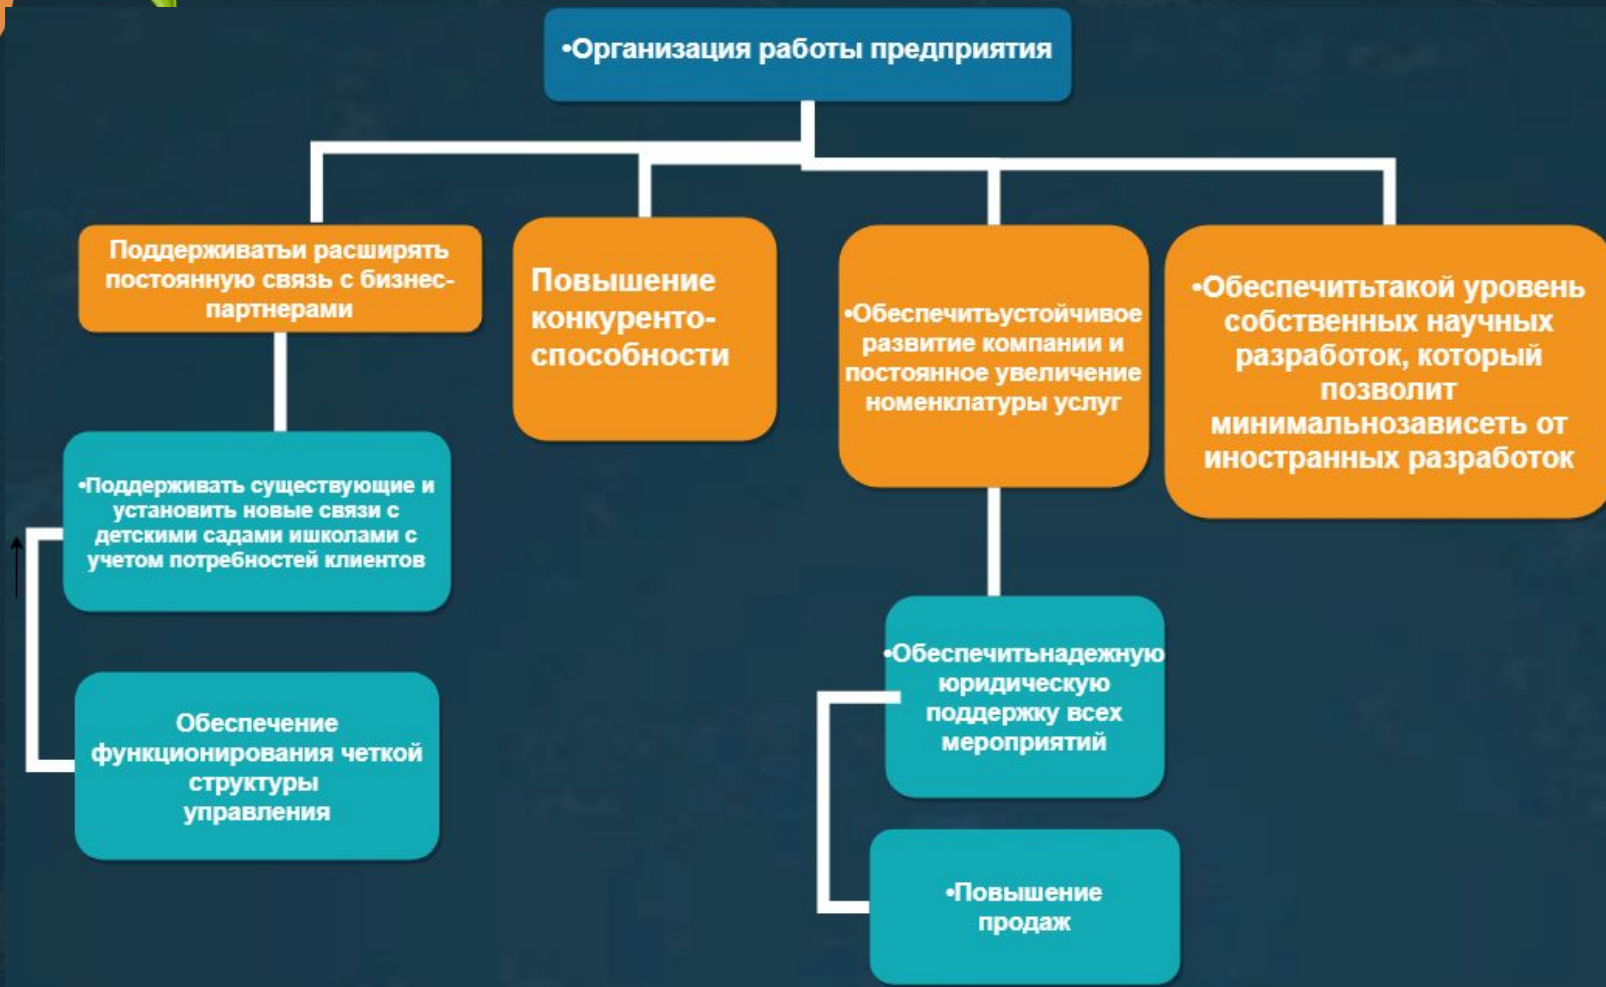 •Организация работы предприятия
Поддерживатьи расширять
постоянную связь с бизнес-
партнерами
Повышение
конкуренто-
способности
•Обеспечитьустойчивое
развитие компании и
постоянное увеличение
номенклатуры услуг
•Обеспечитьтакой уровень
собственных научных
разработок, который
позволит
минимальнозависеть от
иностранных разработок
•Поддерживать существующие и
установить новые связи с
детскими садами ишколами с
учетом потребностей клиентов
Обеспечение
функционирования четкой
структуры
управления
•Обеспечитьнадежную
юридическую
поддержку всех
мероприятий
•Повышение
продаж